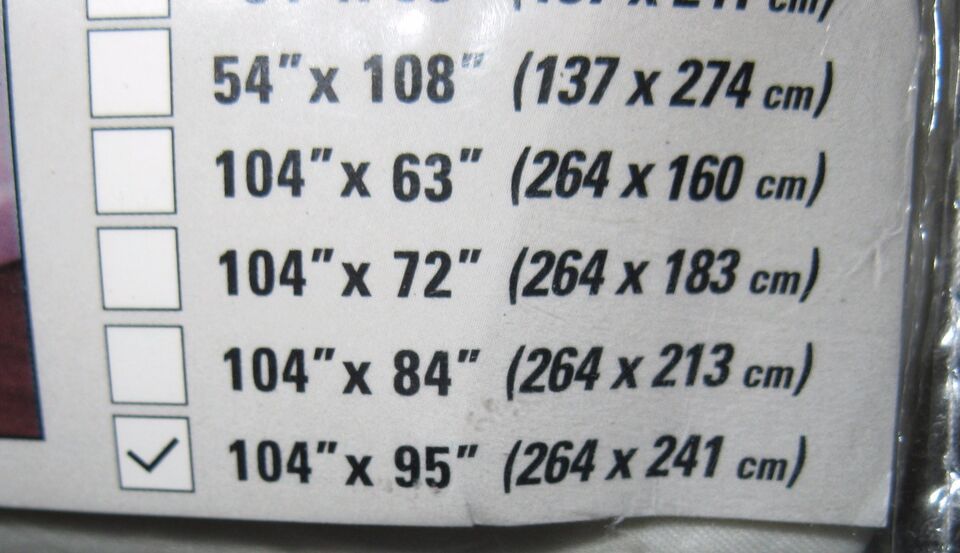 54" x 108" (137 x 274 cm)
104" x 63" (264 x 160 cm)
104" x 72" (264 x 183 cm)
104" x 84" (264 x 213 cm)
104" x 95" (264 x 241 cm)